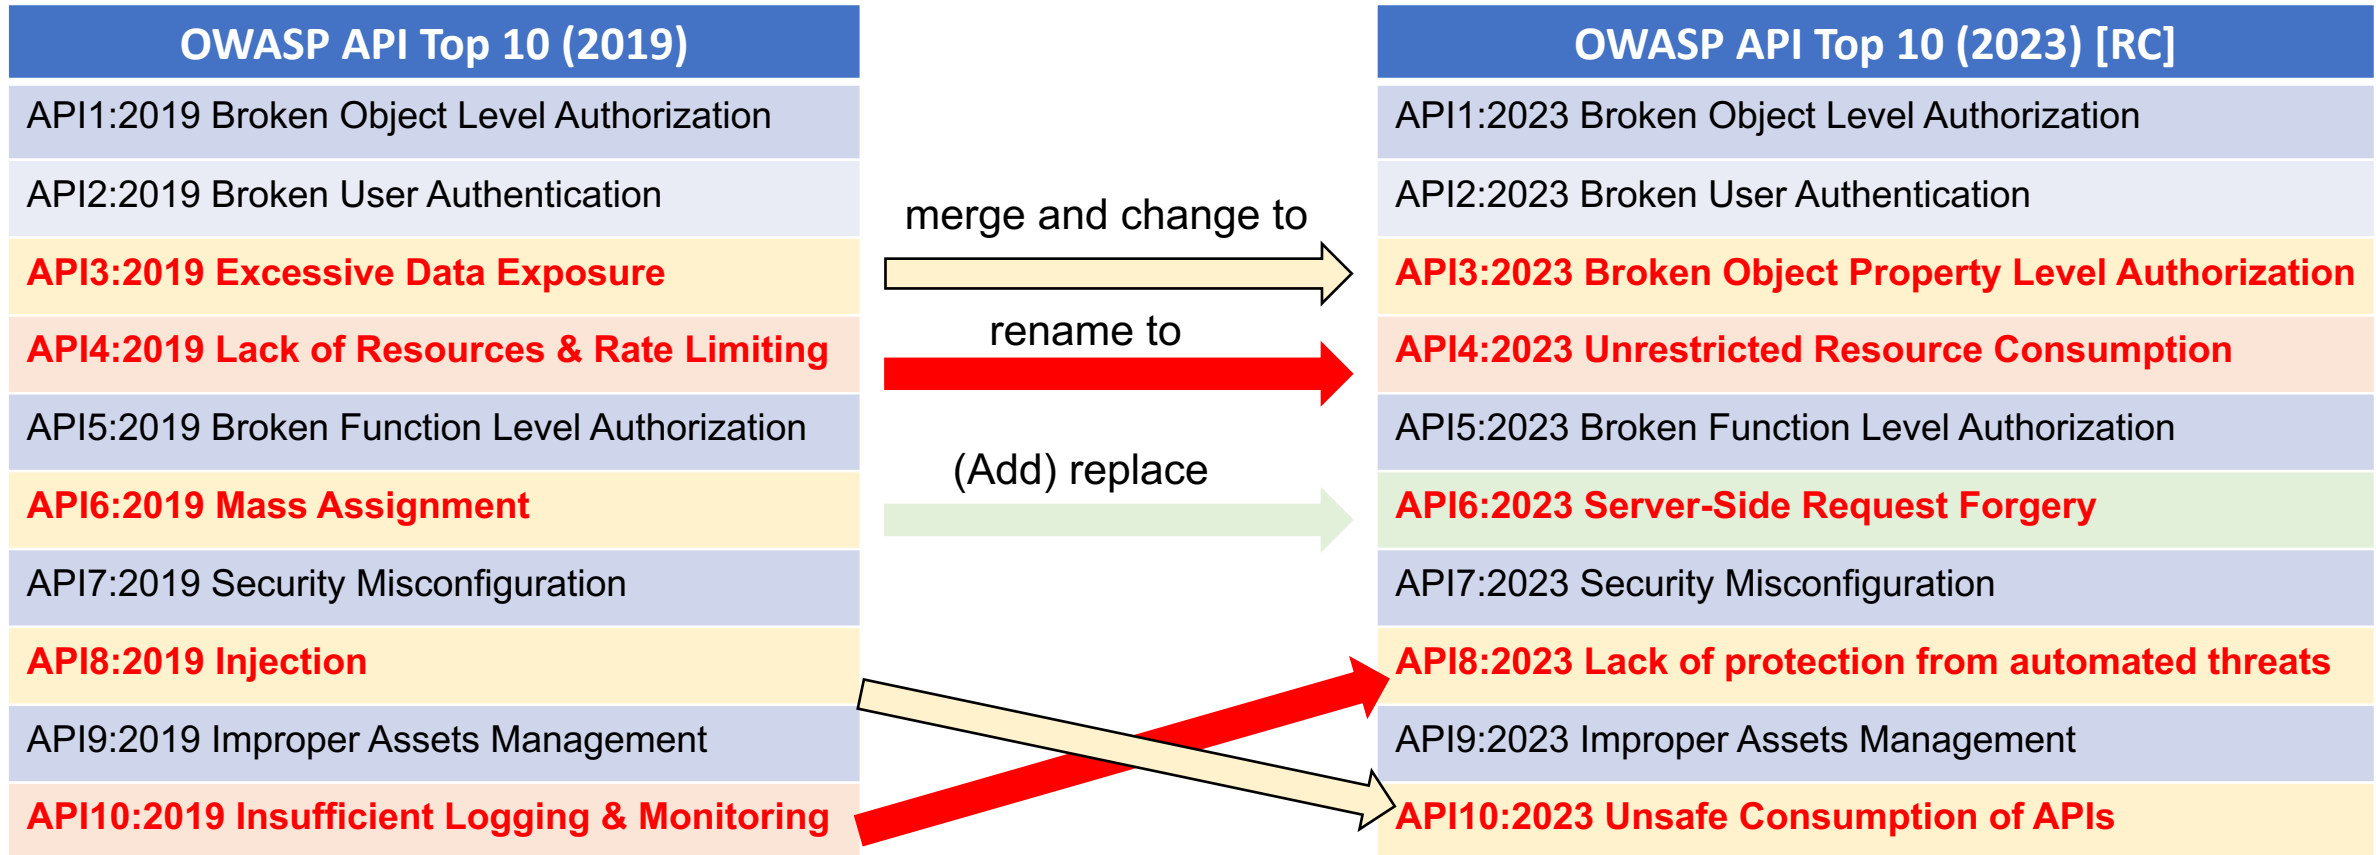 OWASP API Top 10 (2019)
API1:2019 Broken Object Level Authorization
API2:2019 Broken User Authentication
API3:2019 Excessive Data Exposure
API4:2019 Lack of Resources & Rate Limiting
API5:2019 Broken Function Level Authorization
API6:2019 Mass Assignment
API7:2019 Security Misconfiguration
API8:2019 Injection
API9:2019 Improper Assets Management
API10:2019 Insufficient Logging & Monitoring
merge and change to
rename to
(Add) replace
OWASP API Top 10 (2023) [RC]
API1:2023 Broken Object Level Authorization
API2:2023 Broken User Authentication
API3:2023 Broken Object Property Level Authorization
API4:2023 Unrestricted Resource Consumption
API5:2023 Broken Function Level Authorization
API6:2023 Server-Side Request Forgery
API7:2023 Security Misconfiguration
API8:2023 Lack of protection from automated threats
API9:2023 Improper Assets Management
API10:2023 Unsafe Consumption of APIs